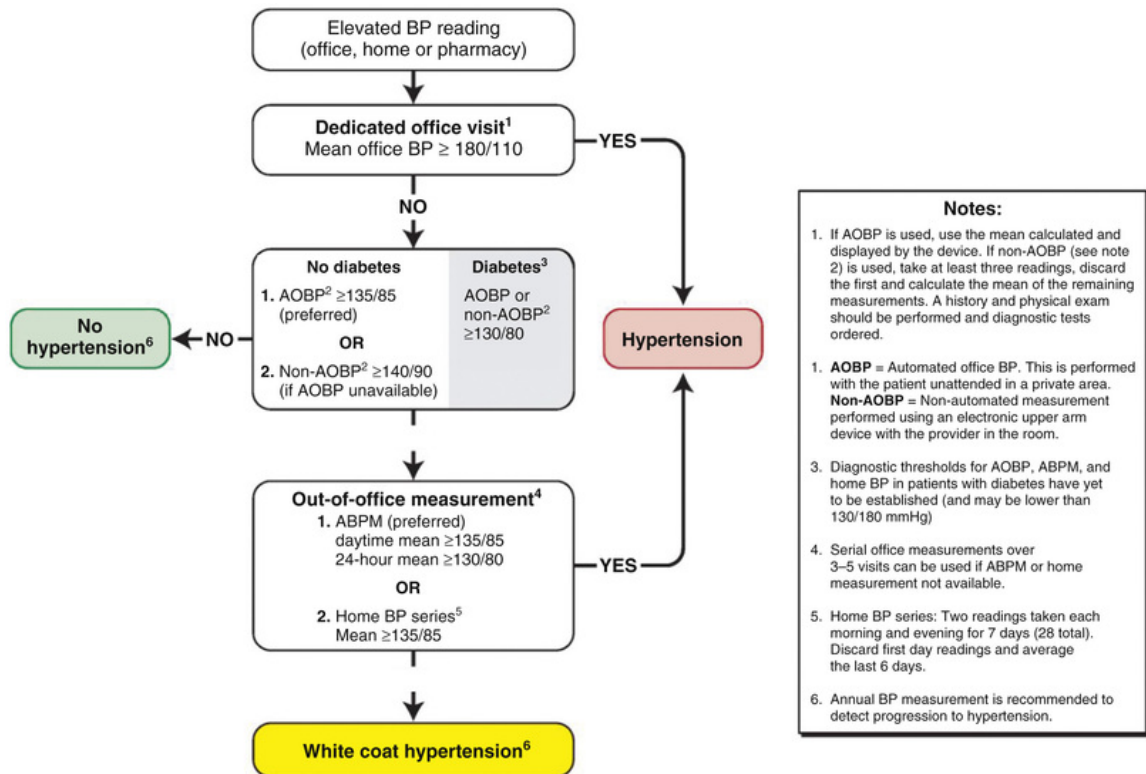 Elevated BP reading
(office, home or pharmacy)
Dedicated office visit¹
Mean office BP ≥ 180/110
YES
NO
No diabetes
1. AOBP² ≥135/85
(preferred)
OR
2. Non-AOBP² ≥140/90
(if AOBP unavailable)
Diabetes³
AOBP or
non-AOBP²
≥130/80
NO
No
hypertension⁶
Hypertension
Out-of-office measurement⁴
1. ABPM (preferred)
daytime mean ≥135/85
24-hour mean ≥130/80
OR
2. Home BP series⁵
Mean ≥135/85
YES
White coat hypertension⁶
Notes:
1. If AOBP is used, use the mean calculated and
displayed by the device. If non-AOBP (see note
2) is used, take at least three readings, discard
the first and calculate the mean of the remaining
measurements. A history and physical exam
should be performed and diagnostic tests
ordered.
1. AOBP = Automated office BP. This is performed
with the patient unattended in a private area.
Non-AOBP = Non-automated measurement
performed using an electronic upper arm
device with the provider in the room.
3. Diagnostic thresholds for AOBP, ABPM, and
home BP in patients with diabetes have yet
to be established (and may be lower than
130/180 mmHg)
4. Serial office measurements over
3–5 visits can be used if ABPM or home
measurement not available.
5. Home BP series: Two readings taken each
morning and evening for 7 days (28 total).
Discard first day readings and average
the last 6 days.
6. Annual BP measurement is recommended to
detect progression to hypertension.